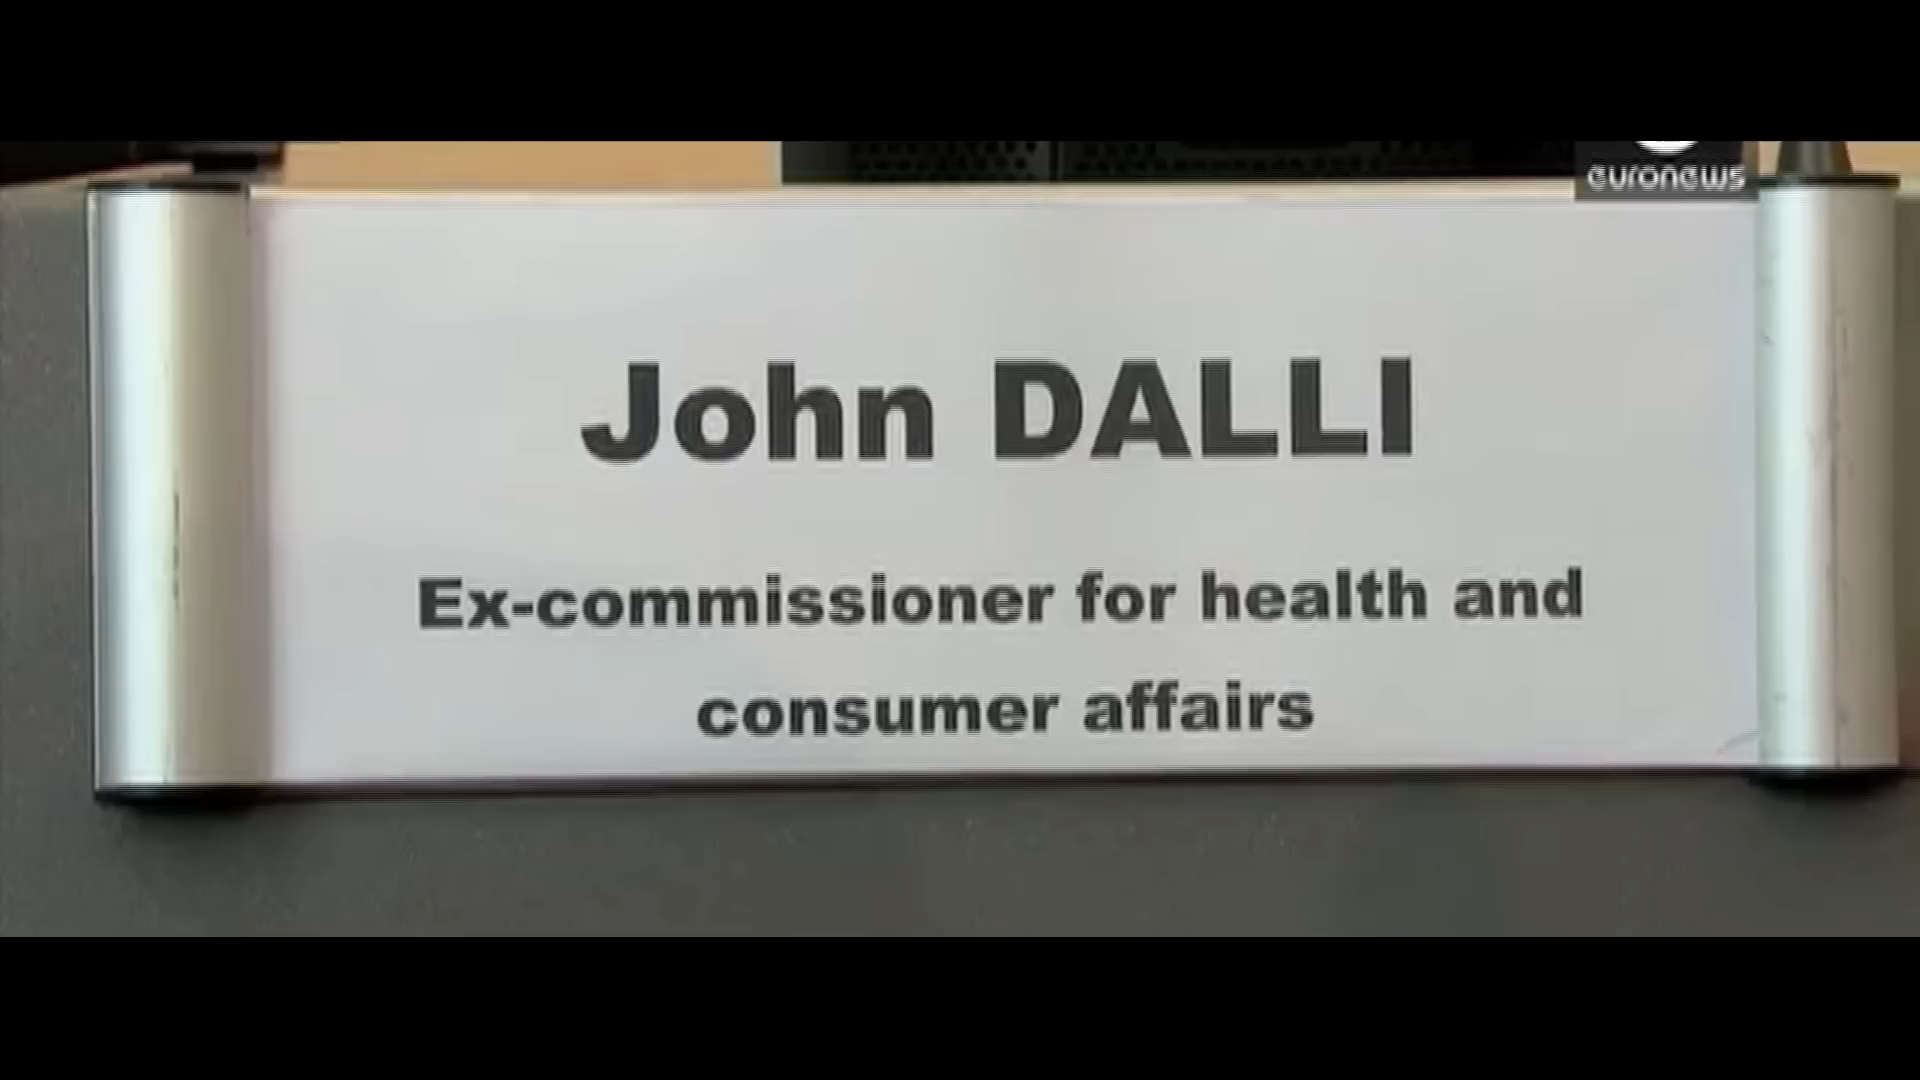 euronews
John DALLI
Ex-commissioner for health and
consumer affairs